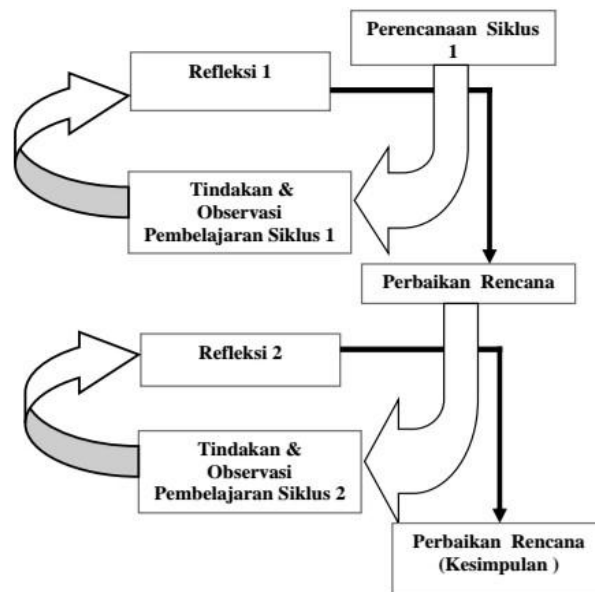 Perencanaan Siklus
1
Refleksi 1
Tindakan &
Observasi
Pembelajaran Siklus 1
Perbaikan Rencana
Refleksi 2
Tindakan &
Observasi
Pembelajaran Siklus 2
Perbaikan Rencana
(Kesimpulan )